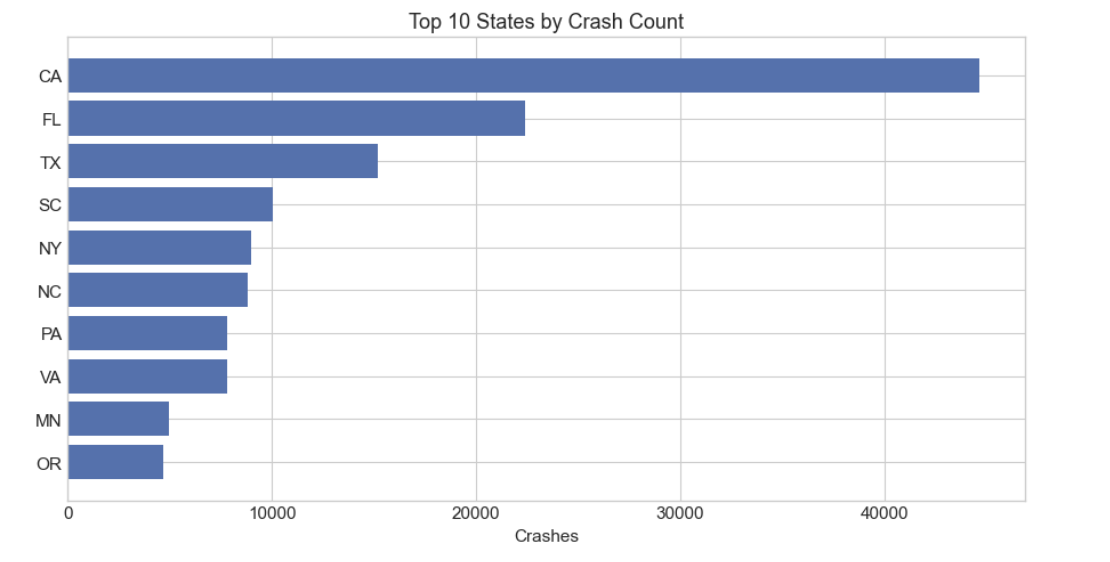 Top 10 States by Crash Count
CA
FL
TX
SC
NY
NC
PA
VA
MN
OR
0 10000 20000 30000 40000
Crashes